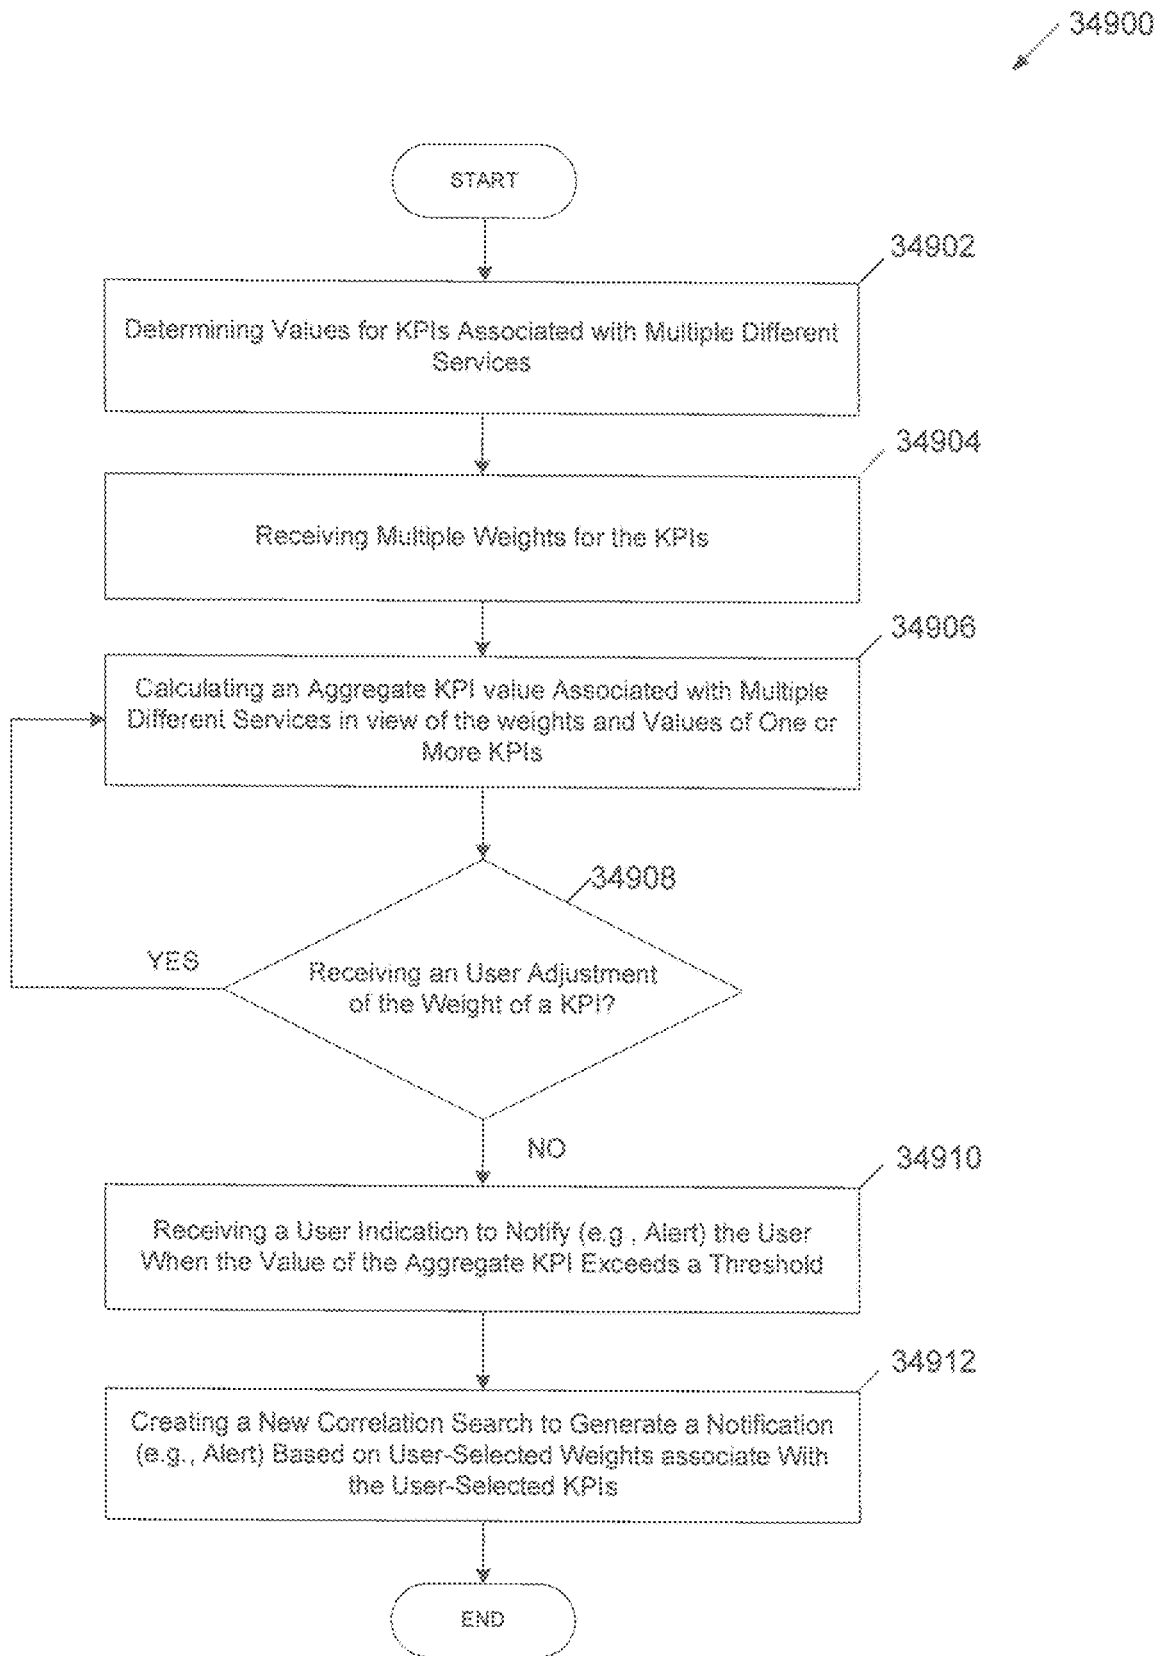 34900
START
34902
Determining Values for KPIs Associated with Multiple Different
Services
34904
Receiving Multiple Weights for the KPIs
34906
Calculating an Aggregate KPI value Associated with Multiple
Different Services in view of the weights and Values of One or
More KPIs
34908
YES
Receiving an User Adjustment
of the Weight of a KPI?
NO
34910
Receiving a User Indication to Notify (e.g., Alert) the User
When the Value of the Aggregate KPI Exceeds a Threshold
34912
Creating a New Correlation Search to Generate a Notification
(e.g., Alert) Based on User-Selected Weights associate With
the User-Selected KPIs
END